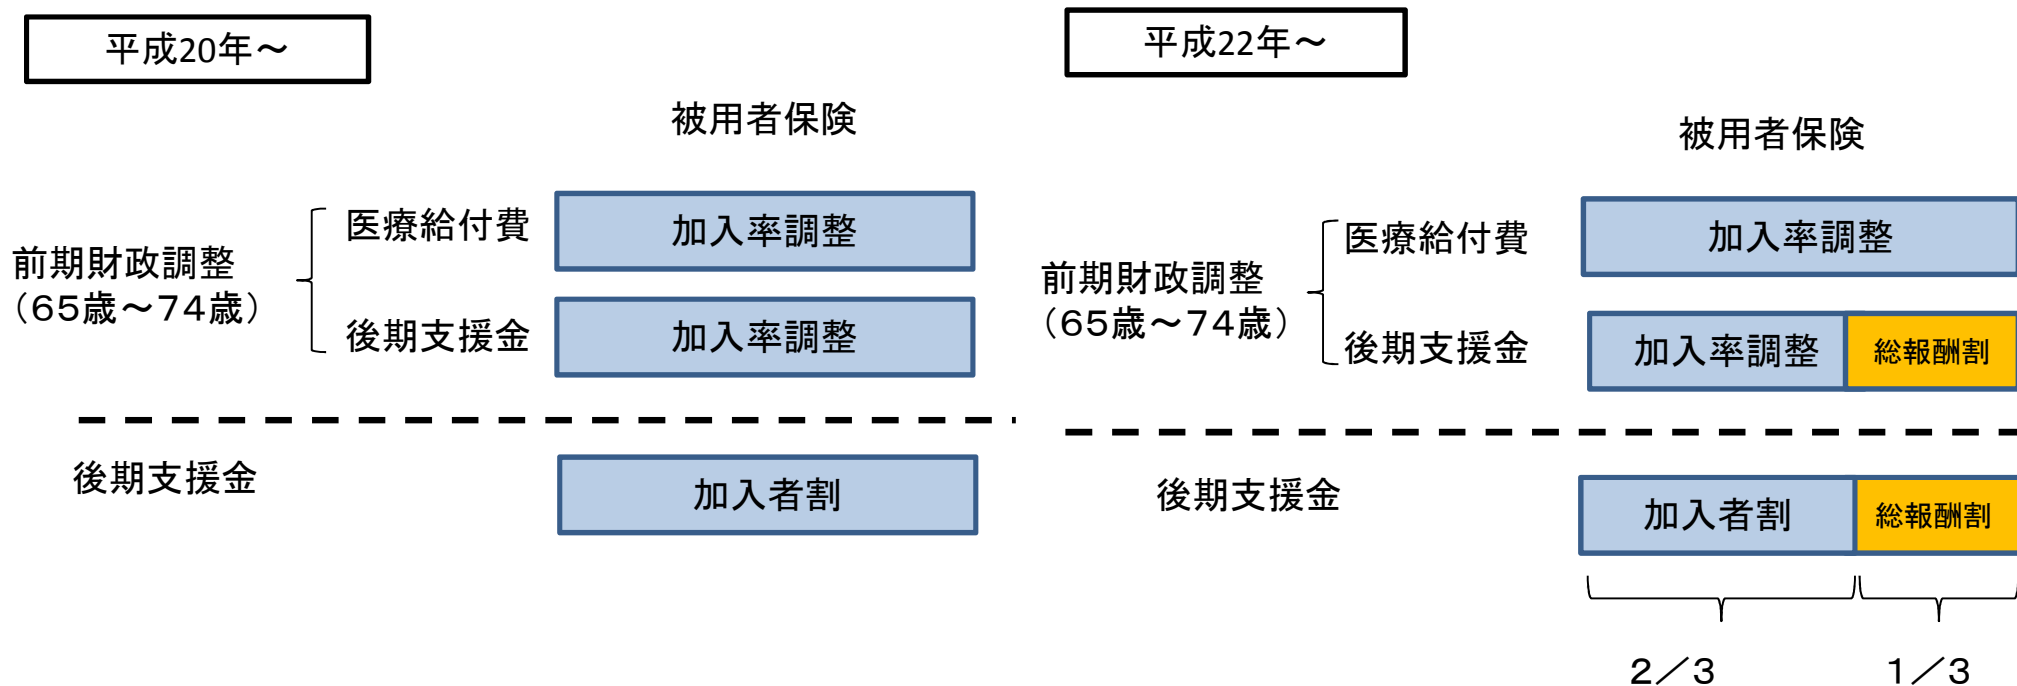 平成20年～
被用者保険
前期財政調整
（６５歳～７４歳）
医療給付費
加入率調整
後期支援金
加入率調整
後期支援金
加入者割
平成22年～
被用者保険
前期財政調整
（６５歳～７４歳）
医療給付費
加入率調整
後期支援金
加入率調整
総報酬割
後期支援金
加入者割
総報酬割
２／３
１／３